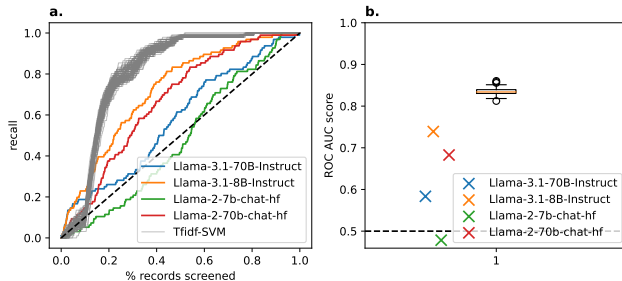 a.
recall
1.0
0.8
0.6
0.4
0.2
0.0
Llama-3.1-70B-Instruct
Llama-3.1-8B-Instruct
Llama-2-7b-chat-hf
Llama-2-70b-chat-hf
Tfidf-SVM
0.0 0.2 0.4 0.6 0.8 1.0
% records screened
b.
ROC AUC score
1.0
0.9
0.8
0.7
0.6
0.5
Llama-3.1-70B-Instruct
Llama-3.1-8B-Instruct
Llama-2-7b-chat-hf
Llama-2-70b-chat-hf
1